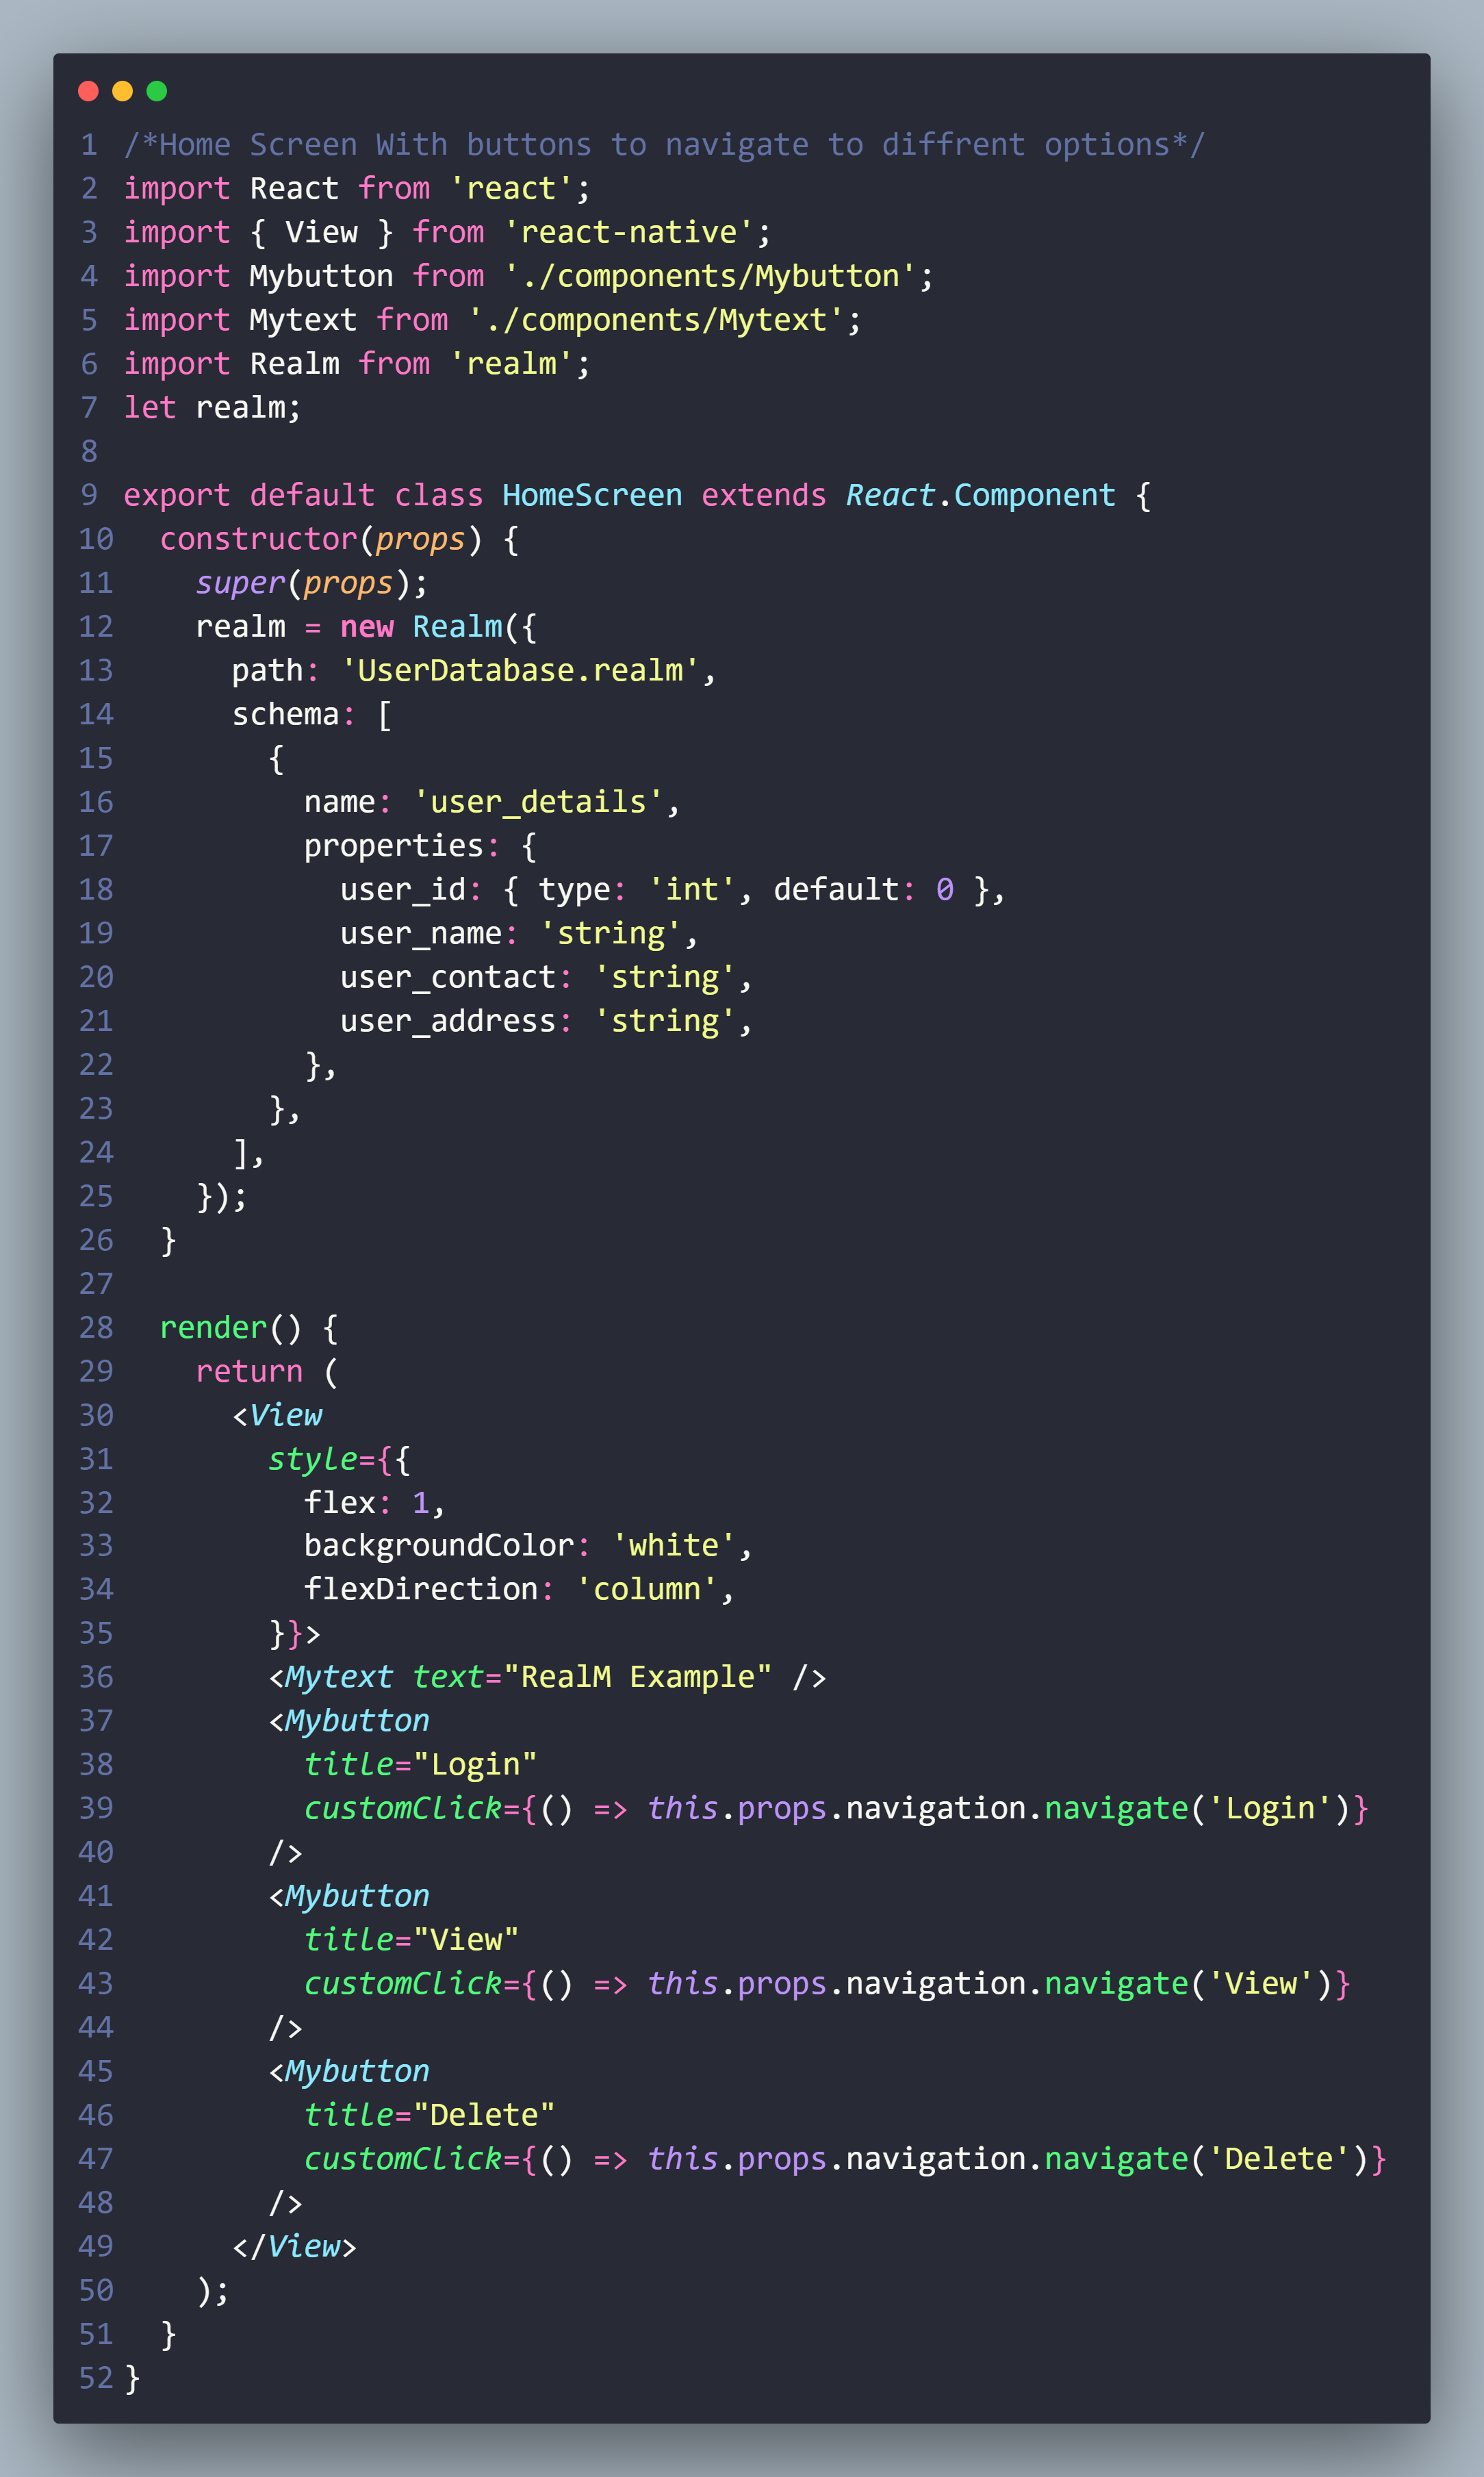 1 /*Home Screen With buttons to navigate to diffrent options*/
2 import React from 'react';
3 import { View } from 'react-native';
4 import Mybutton from './components/Mybutton';
5 import Mytext from './components/Mytext';
6 import Realm from 'realm';
7 let realm;
8
9 export default class HomeScreen extends React.Component {
10   constructor(props) {
11     super(props);
12     realm = new Realm({
13       path: 'UserDatabase.realm',
14       schema: [
15         {
16           name: 'user_details',
17           properties: {
18             user_id: { type: 'int', default: 0 },
19             user_name: 'string',
20             user_contact: 'string',
21             user_address: 'string',
22           },
23         },
24       ],
25     });
26   }
27
28   render() {
29     return (
30       <View
31         style={{
32           flex: 1,
33           backgroundColor: 'white',
34           flexDirection: 'column',
35         }}>
36         <Mytext text="RealM Example" />
37         <Mybutton
38           title="Login"
39           customClick={() => this.props.navigation.navigate('Login')}
40         />
41         <Mybutton
42           title="View"
43           customClick={() => this.props.navigation.navigate('View')}
44         />
45         <Mybutton
46           title="Delete"
47           customClick={() => this.props.navigation.navigate('Delete')}
48         />
49       </View>
50     );
51   }
52 }